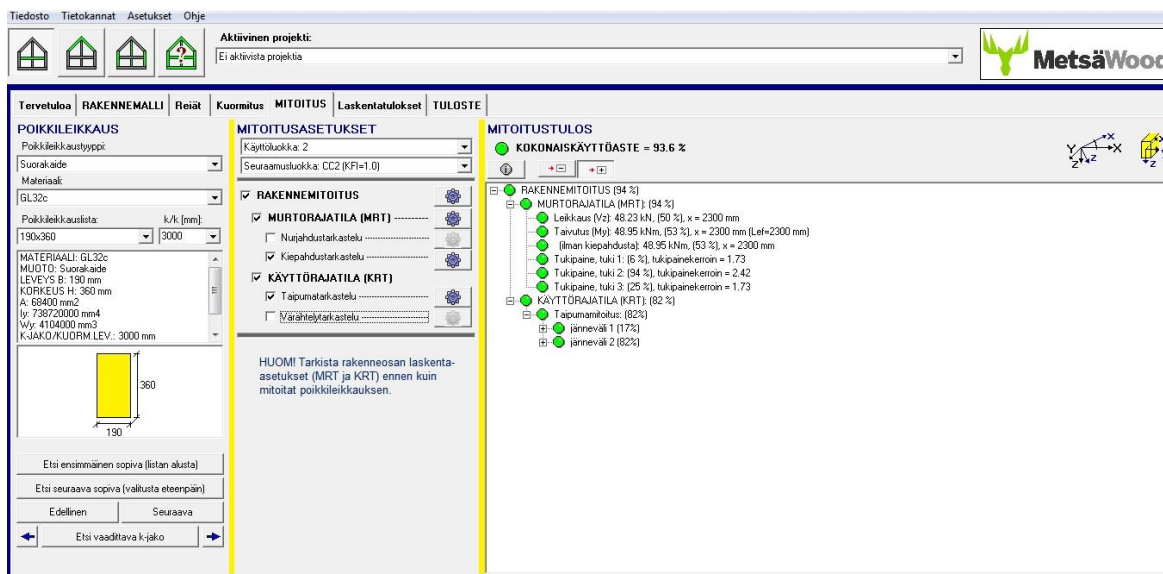 Tiedosto Tietokannat Asetukset Ohje
Aktiivinen projekti:
Ei aktiivista projektia
MetsäWood
Tervetuloa RAKENNEMALLI Reiät Kuormitus MITOITUS Laskentatulokset TULOSTE
POIKKILEIKKAUS
Poikkileikkaustyyppi:
Suorakaide
Materiaali:
GL32c
Poikkileikkauslista: k/k [mm]:
190x360 3000
MATERIAALI: GL32c
MUOTO: Suorakaide
LEVEYS B: 190 mm
KORKEUS H: 360 mm
A: 68400 mm2
Iy: 738720000 mm4
Wy: 4104000 mm3
K-JAKO/KUORM.LEV.: 3000 mm
360
190
Etsi ensimmäinen sopiva (listan alusta)
Etsi seuraava sopiva (valitusta eteenpäin)
Edellinen Seuraava
Etsi vaadittava k-jako
MITOITUSASETUKSET
Käyttöluokka: 2
Seuraamusluokka: CC2 (KFI=1.0)
RAKENNEMITOITUS
MURTORAJATILA (MRT)
Nurjahdustarkastelu
Kiepahdustarkastelu
KÄYTTÖRAJATILA (KRT)
Taipumatarkastelu
Värähtelytarkastelu
HUOM! Tarkista rakenneosan laskenta-
asetukset (MRT ja KRT) ennen kuin
mitoitat poikkileikkauksen.
MITOITUSTULOS
KOKONAISKÄYTTÖASTE = 93.6 %
X
Y X
Z Z
Z
RAKENNEMITOITUS (94 %)
MURTORAJATILA (MRT): (94 %)
Leikkaus (Vz): 48.23 kN, (50 %), x = 2300 mm
Taivutus (My): 48.95 kNm, (53 %), x = 2300 mm (Lef=2300 mm)
(ilman kiepahdusta): 48.95 kNm, (53 %), x = 2300 mm
Tukipaine, tuki 1: (6 %), tukipainekerroin = 1.73
Tukipaine, tuki 2: (94 %), tukipainekerroin = 2.42
Tukipaine, tuki 3: (25 %), tukipainekerroin = 1.73
KÄYTTÖRAJATILA (KRT): (82 %)
Taipumamitoitus: (82%)
jänneväli 1 (17%)
jänneväli 2 (82%)